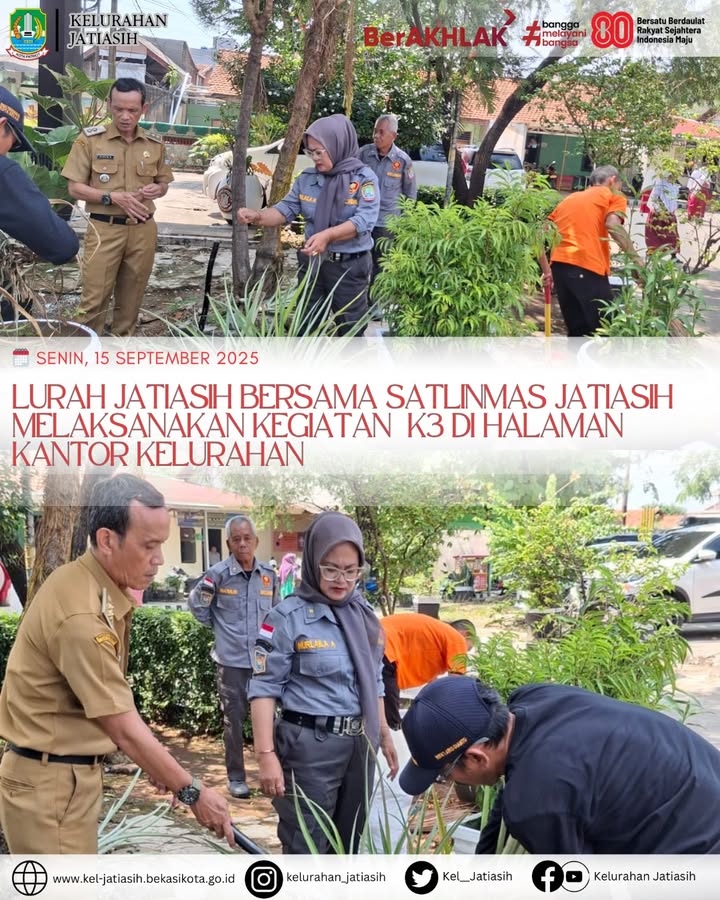 KELURAHAN
JATIASIH
BerAKHLAK
#bangga
melayani
bangsa
80
Bersatu Berdaulat
Rakyat Sejahtera
Indonesia Maju
SENIN, 15 SEPTEMBER 2025
LURAH JATIASIH BERSAMA SATLINMAS JATIASIH
MELAKSANAKAN KEGIATAN K3 DI HALAMAN
KANTOR KELURAHAN
NURLAILA A
www.kel-jatiasih.bekasikota.go.id
kelurahan_jatiasih
Kel__Jatiasih
Kelurahan Jatiasih